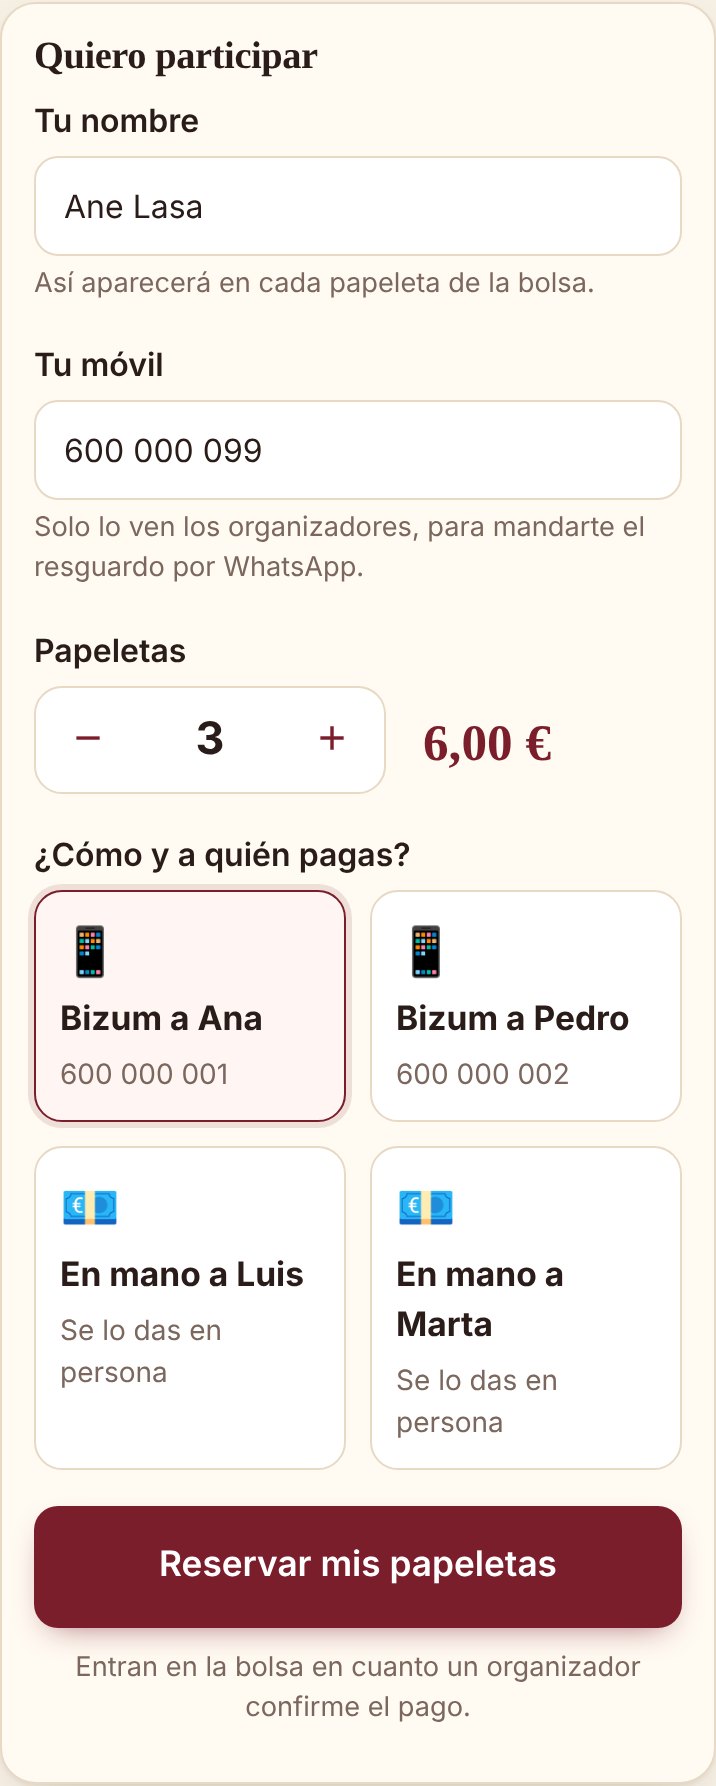 Quiero participar
Tu nombre
Ane Lasa
Así aparecerá en cada papeleta de la bolsa.
Tu móvil
600 000 099
Solo lo ven los organizadores, para mandarte el
resguardo por WhatsApp.
Papeletas
− 3 + 6,00 €
¿Cómo y a quién pagas?
Bizum a Ana
600 000 001
Bizum a Pedro
600 000 002
En mano a Luis
Se lo das en
persona
En mano a
Marta
Se lo das en
persona
Reservar mis papeletas
Entran en la bolsa en cuanto un organizador
confirme el pago.